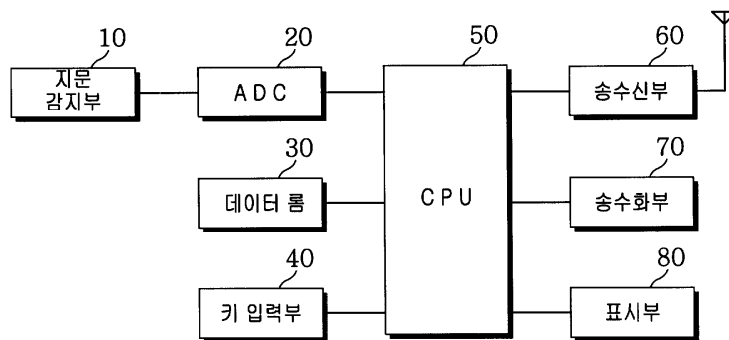 10
지문
감지부
20
ADC
30
데이터 롬
40
키 입력부
50
CPU
60
송수신부
70
송수화부
80
표시부